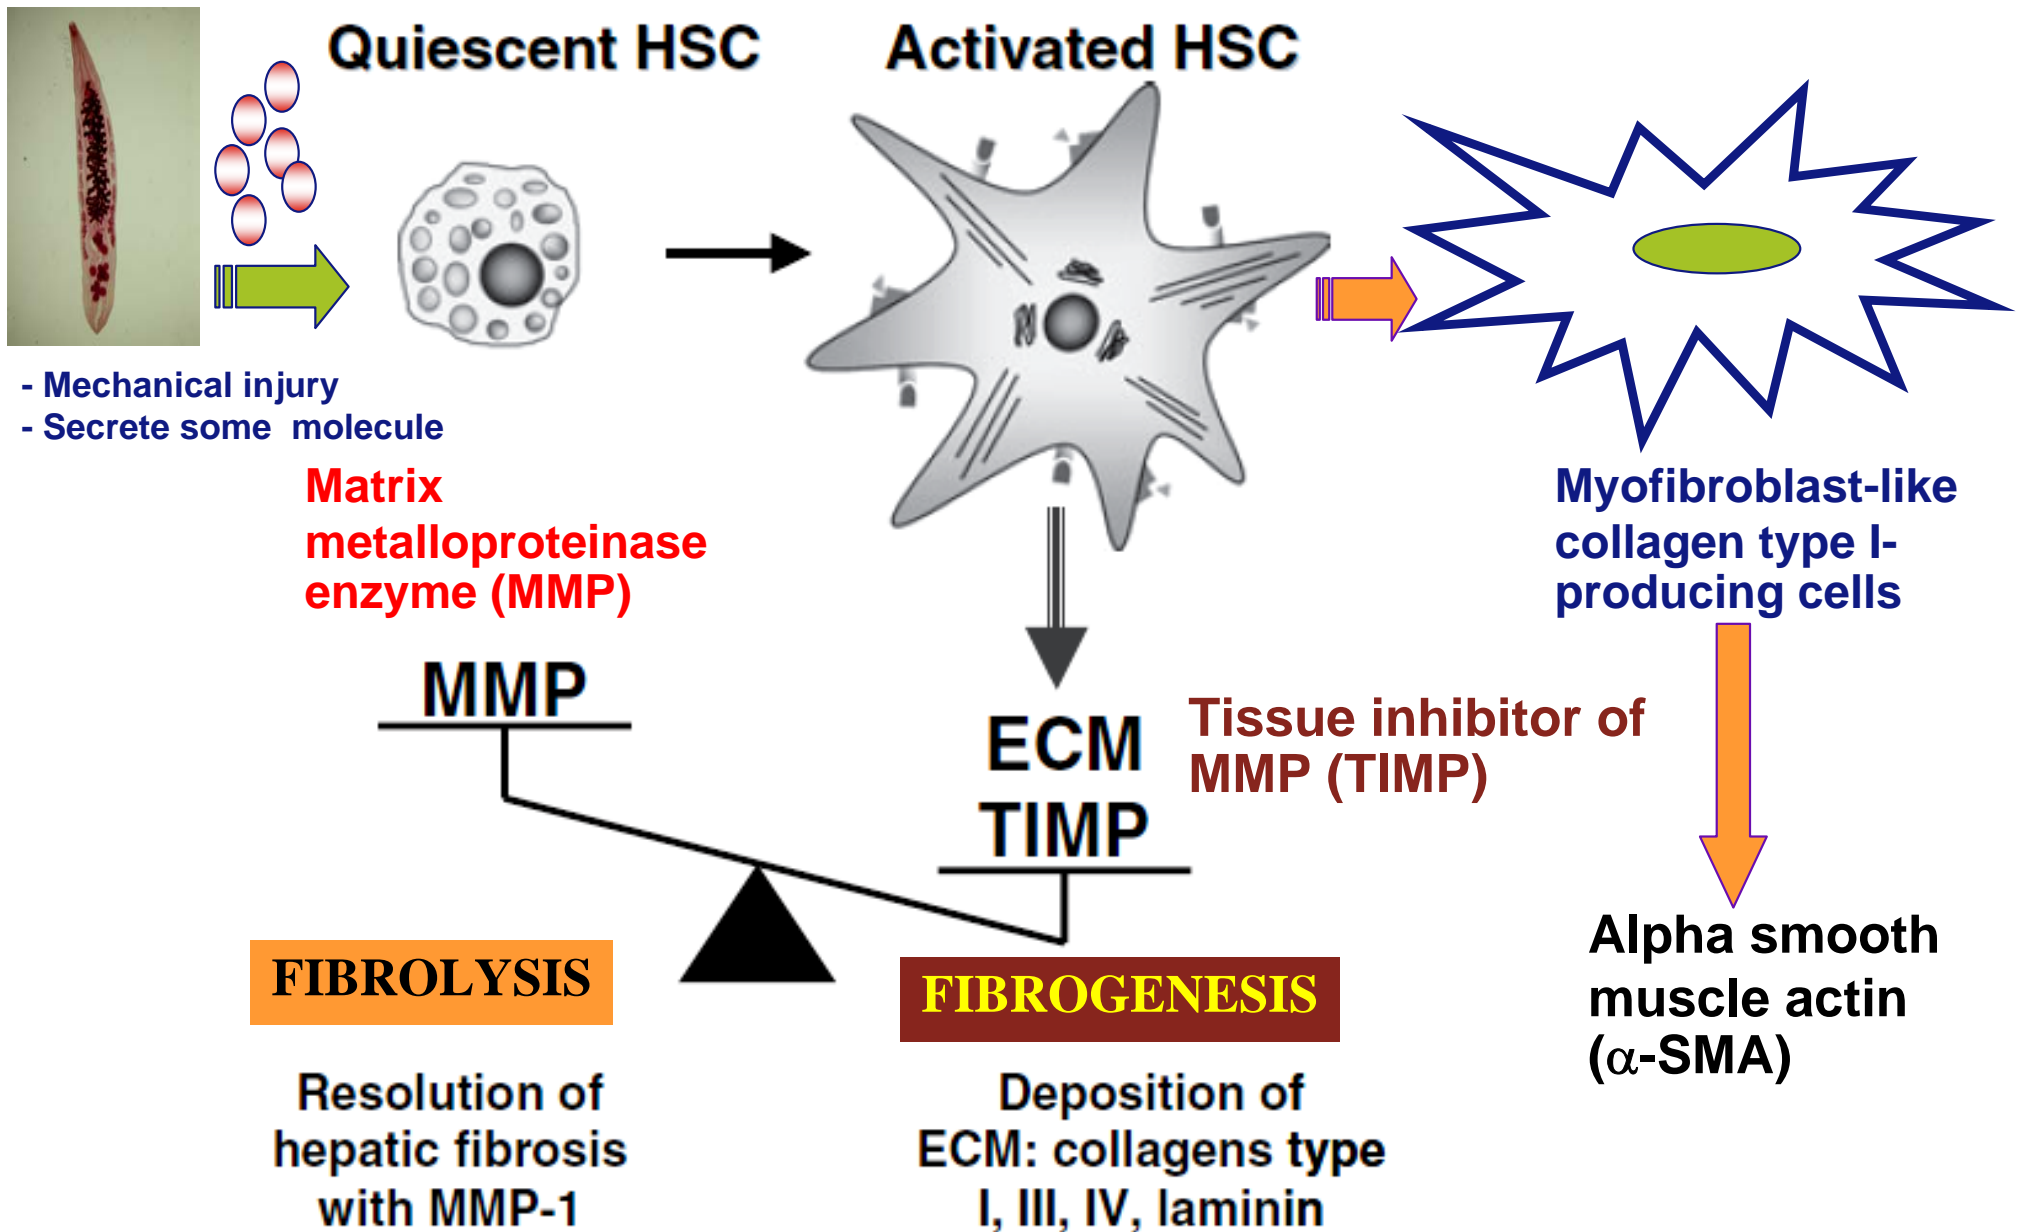 Quiescent HSC
Activated HSC
- Mechanical injury
- Secrete some molecule
Matrix
metalloproteinase
enzyme (MMP)
Myofibroblast-like
collagen type I-
producing cells
MMP
ECM
TIMP
Tissue inhibitor of
MMP (TIMP)
Alpha smooth
muscle actin
(α-SMA)
FIBROLYSIS
FIBROGENESIS
Resolution of
hepatic fibrosis
with MMP-1
Deposition of
ECM: collagens type
I, III, IV, laminin